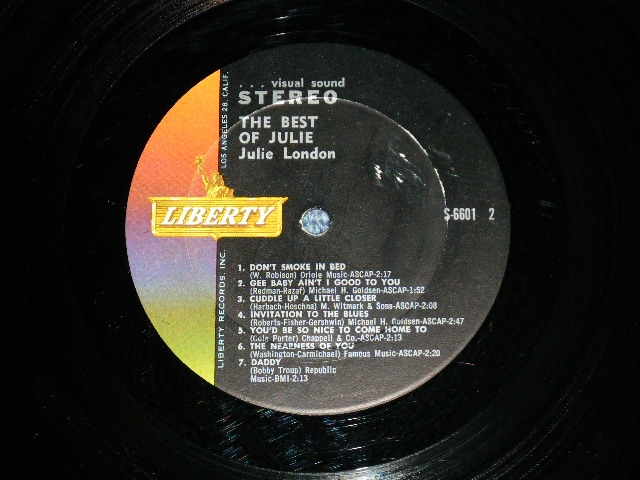 . . . visual sound
STEREO
THE BEST
OF JULIE
Julie London
LIBERTY
LIBERTY RECORDS, INC.
LOS ANGELES 28, CALIF.
S-6601 2
1. DON'T SMOKE IN BED
(W. Robison) Oriole Music-ASCAP-2:17
2. GEE BABY AIN'T I GOOD TO YOU
(Redman-Razaf) Michael H. Goldsen-ASCAP-1:52
3. CUDDLE UP A LITTLE CLOSER
(Harbach-Hoschna) M. Witmark & Sons-ASCAP-2:08
4. INVITATION TO THE BLUES
(Roberts-Fisher-Gershwin) Michael H. Goldsen-ASCAP-2:47
5. YOU'D BE SO NICE TO COME HOME TO
(Cole Porter) Chappell & Co.-ASCAP-2:13
6. THE NEARNESS OF YOU
(Washington-Carmichael) Famous Music-ASCAP-2:20
7. DADDY
(Bobby Troup) Republic
Music-BMI-2:13